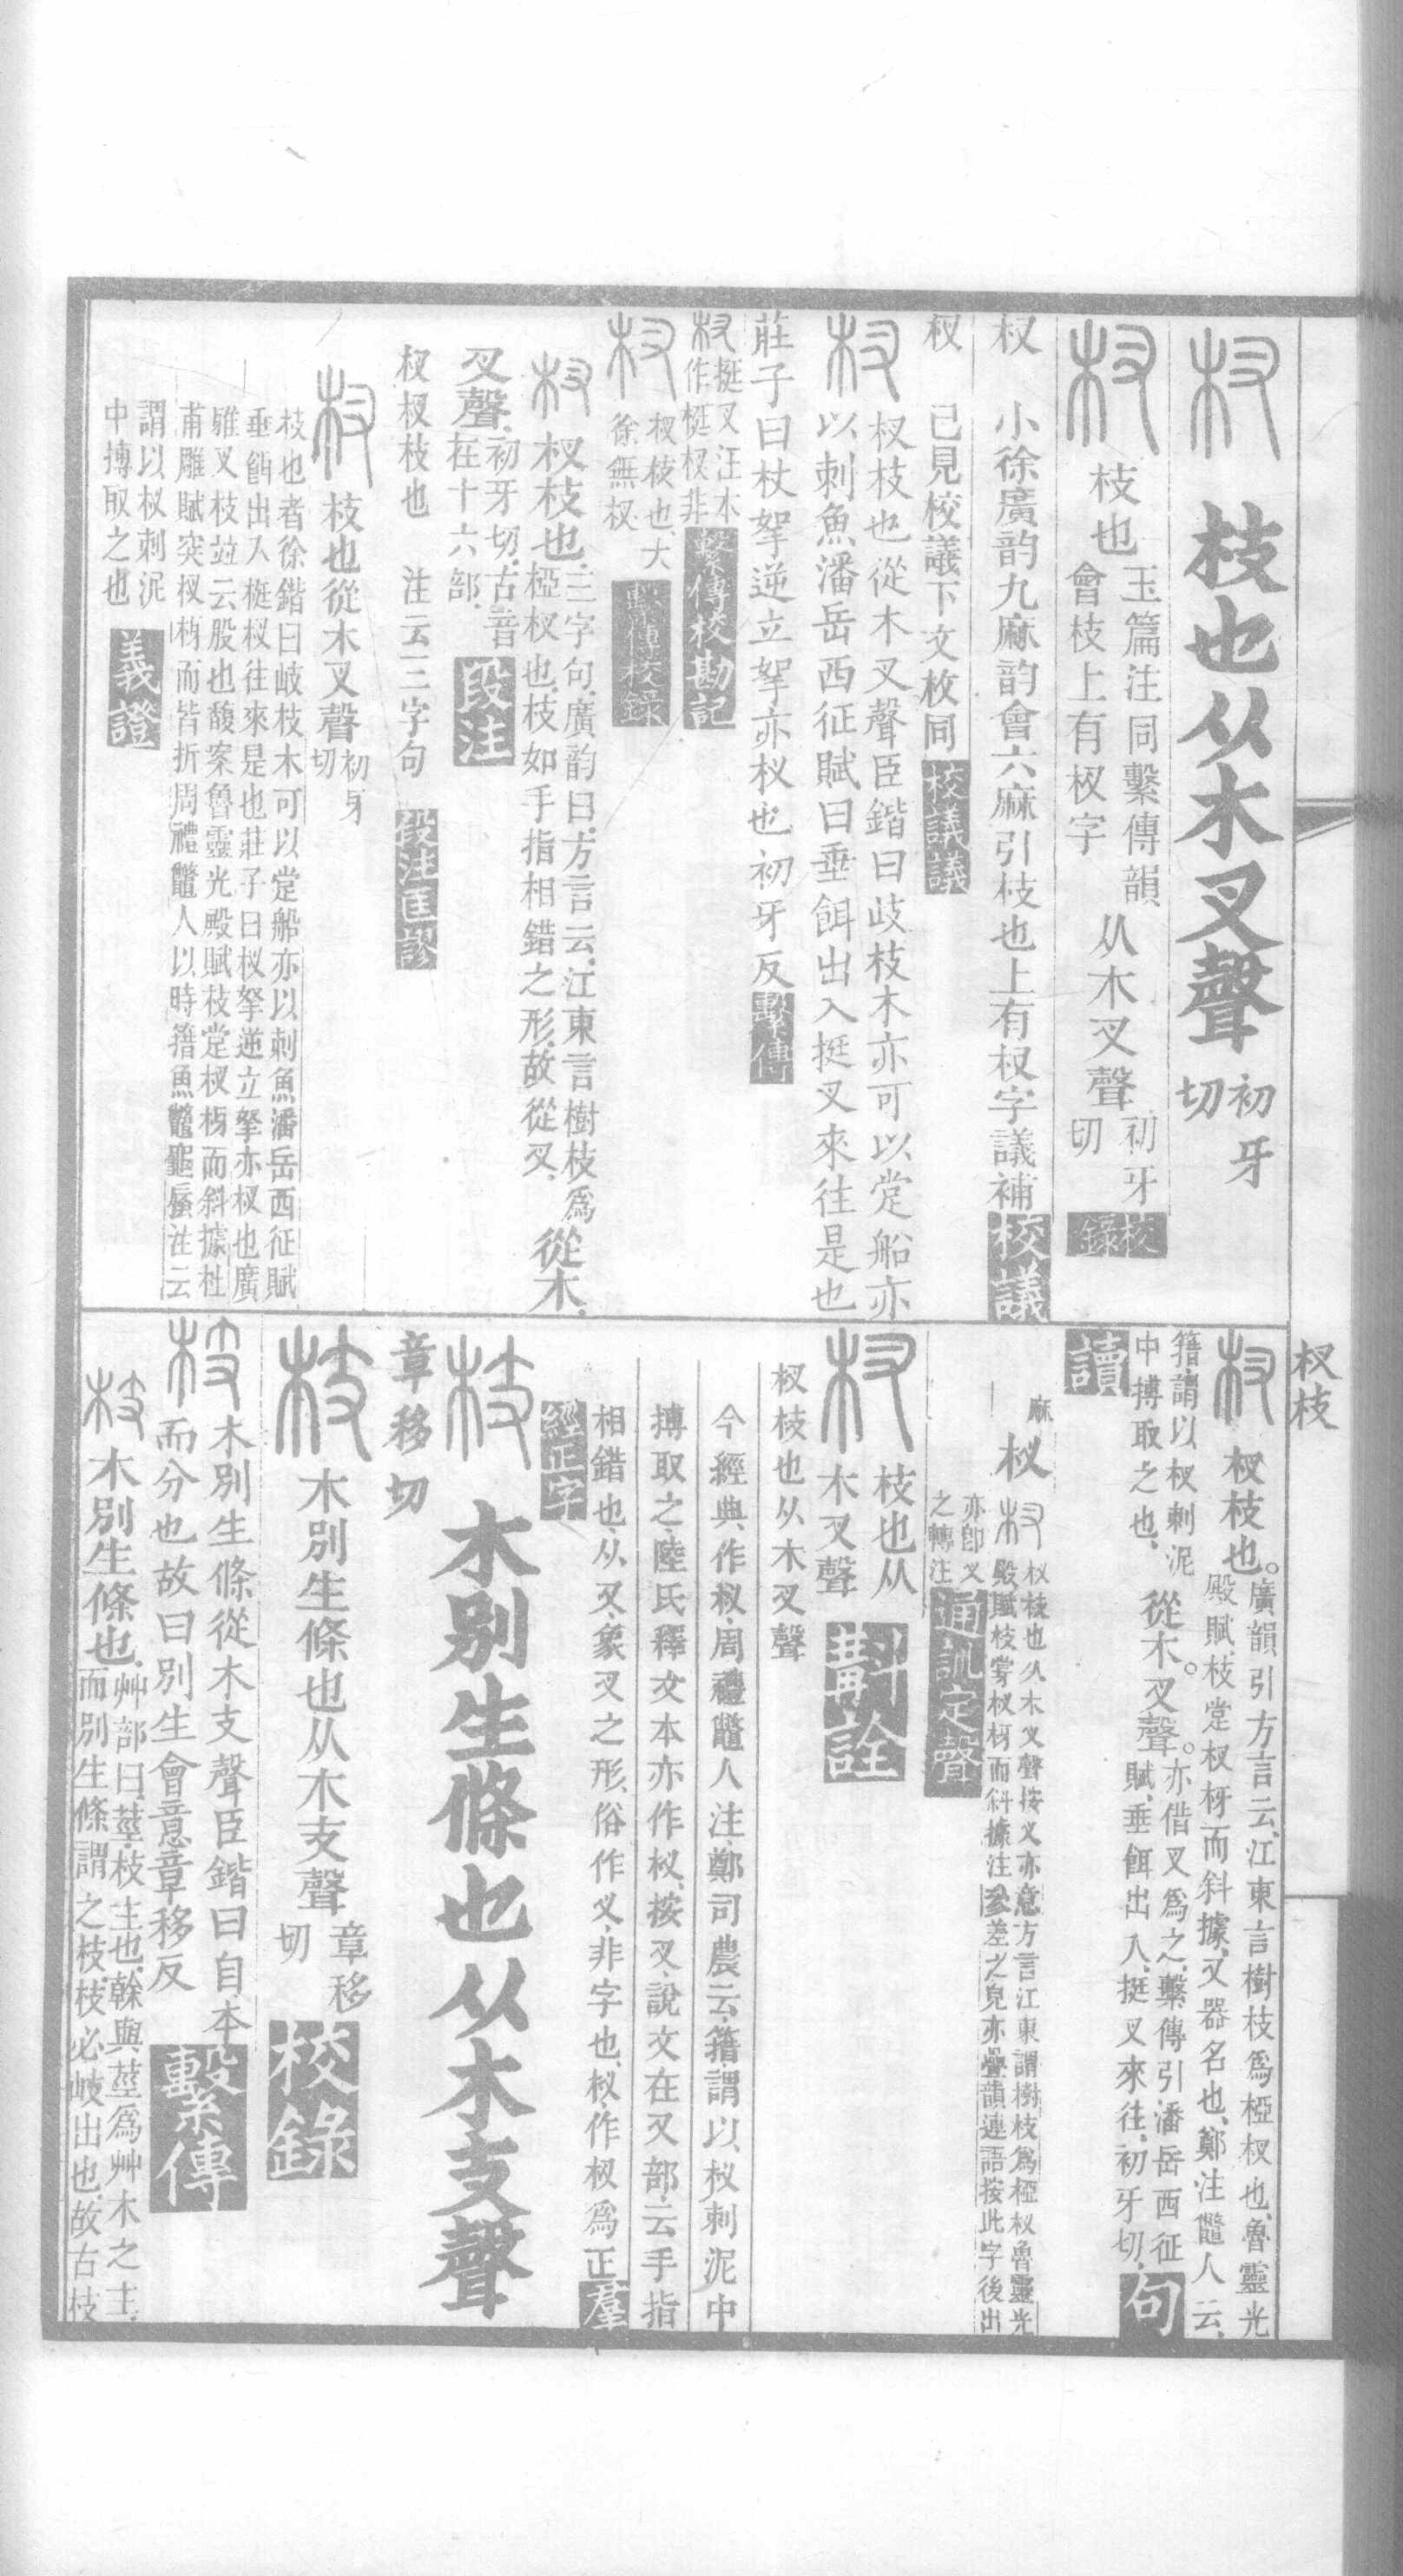 杈 枝也从木叉聲 初牙切
杈 枝也 玉篇注同繫傳韻
會枝上有杈字 从木叉聲 初牙
切 校錄
杈 小徐廣韵九麻韵會六麻引枝也上有杈字議補 校議
杈 已見校議下文枚同 校議議
杈 杈枝也從木叉聲臣鍇曰歧枝木亦可以定船亦
以刺魚潘岳西征賦曰垂餌出入挺叉來往是也
莊子曰杖挐逆立挐亦杈也初牙反 繫傳
杈 挺叉汪本
作梃杈非 繫傳校勘記
杈 杈枝也大
徐無杈 繫傳校錄
杈 杈枝也 三字句廣韵曰方言云江東言樹枝爲
椏杈也枝如手指相錯之形故從叉 從木
叉聲 初牙切古音
在十六部 段注
杈 杈枝也 注云三字句 段注匡謬
杈 枝也從木叉聲 初牙
切
枝也者徐鍇曰歧枝木可以定船亦以刺魚潘岳西征賦
垂餌出入梃杈往來是也莊子曰杈挐逆立挐亦杈也廣
雅叉枝竝云股也馥案魯靈光殿賦枝掌杈枒而斜據杜
甫雕賦突杈枒而皆折周禮鼈人以時籍魚鼈龜蜃注云
謂以杈刺泥
中搏取之也 義證
杈 杈枝也 廣韻引方言云江東言樹枝爲椏杈也魯靈光
殿賦枝掌杈枒而斜據又器名也鄭注鼈人云
籍謂以杈刺泥
中搏取之也 從木叉聲 亦借叉爲之繫傳引潘岳西征
賦垂餌出入挺叉來往初牙切 句
讀
麻 杈 杈枝也从木叉聲按叉亦意方言江東謂樹枝爲椏杈魯靈光
殿賦枝掌杈枒而斜據注參差之皃亦疊韻連語按此字後出
亦卽叉
之轉注 通訓定聲
杈 枝也从
木叉聲 斠詮
杈枝也从木叉聲
今經典作杈周禮鼈人注鄭司農云籍謂以杈刺泥中
搏取之陸氏釋文本亦作杈按叉說文在又部云手指
相錯也从又象叉之形俗作义非字也杈作杈爲正 羣
經正字
枝 木別生條也从木支聲
章移切
枝 木別生條也从木支聲 章移
切 校錄
枝 木別生條從木支聲臣鍇曰自本
而分也故曰別生會意章移反 繫傳
枝 木別生條也 艸部曰莖枝主也榦與莖爲艸木之主
而別生條謂之枝枝必岐出也故古枝
杈枝